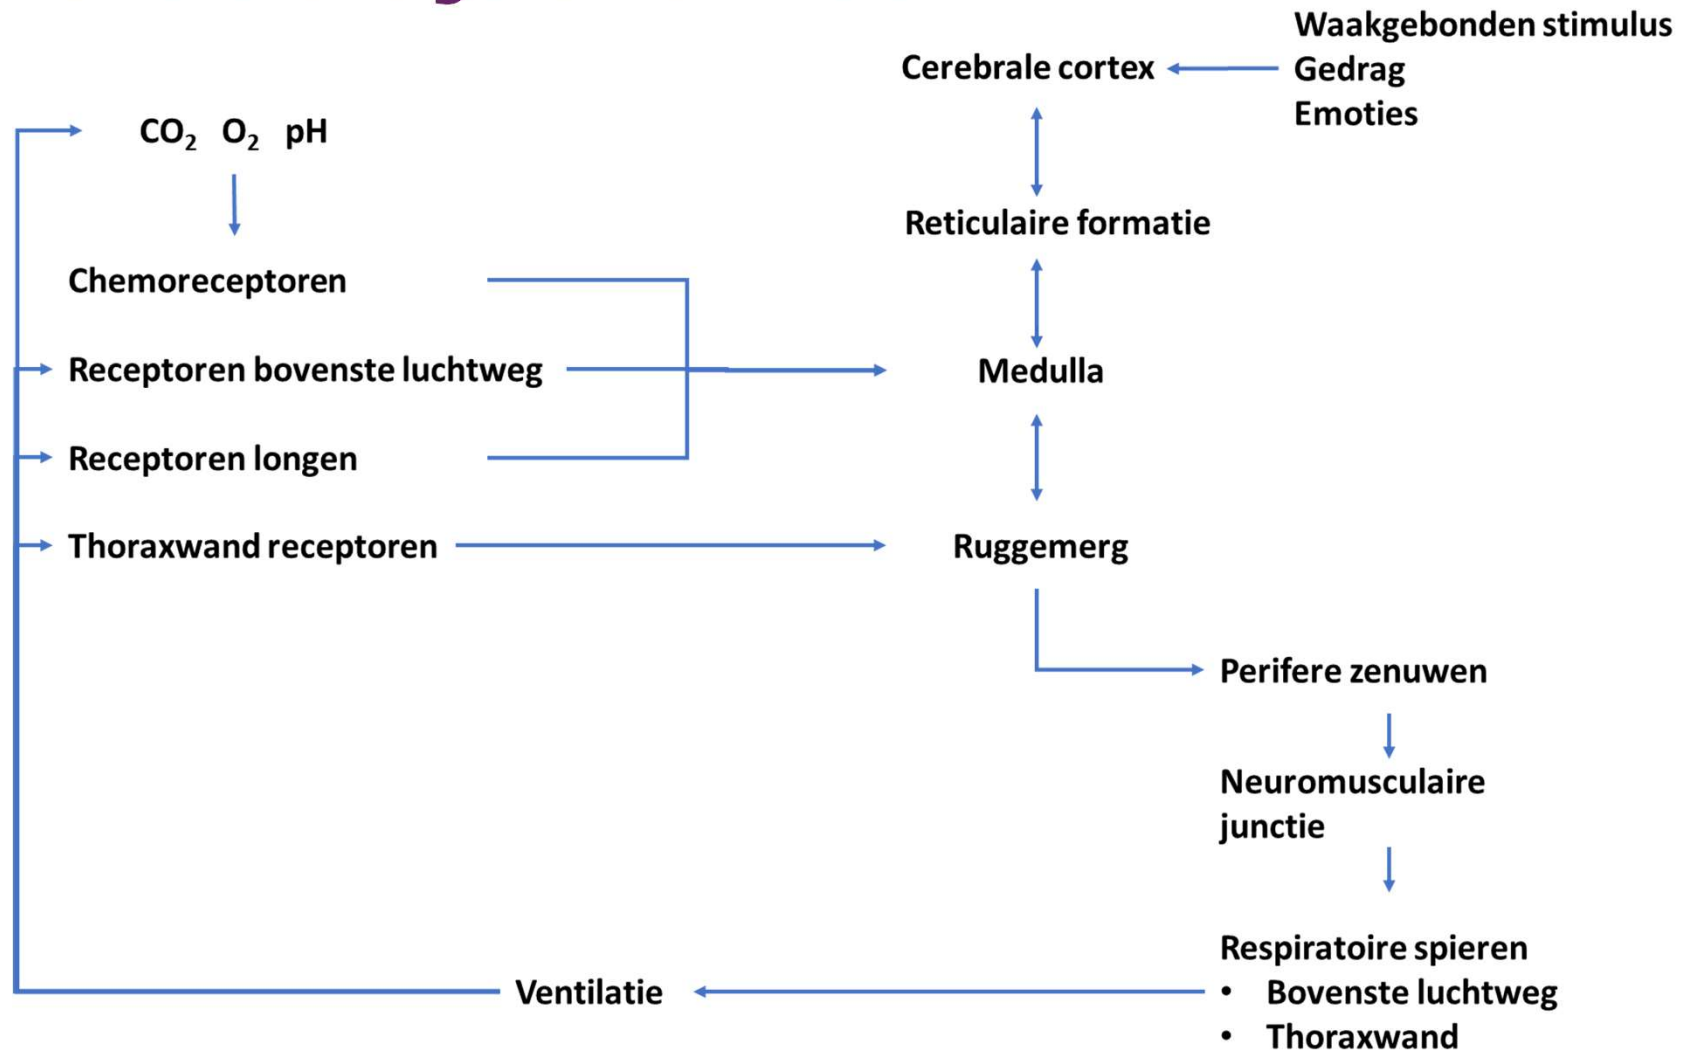 Waakgebonden stimulus
Cerebrale cortex
Gedrag
Emoties
CO₂ O₂ pH
Reticulaire formatie
Chemoreceptoren
Receptoren bovenste luchtweg
Medulla
Receptoren longen
Thoraxwand receptoren
Ruggemerg
Perifere zenuwen
Neuromusculaire
junctie
Respiratoire spieren
• Bovenste luchtweg
• Thoraxwand
Ventilatie